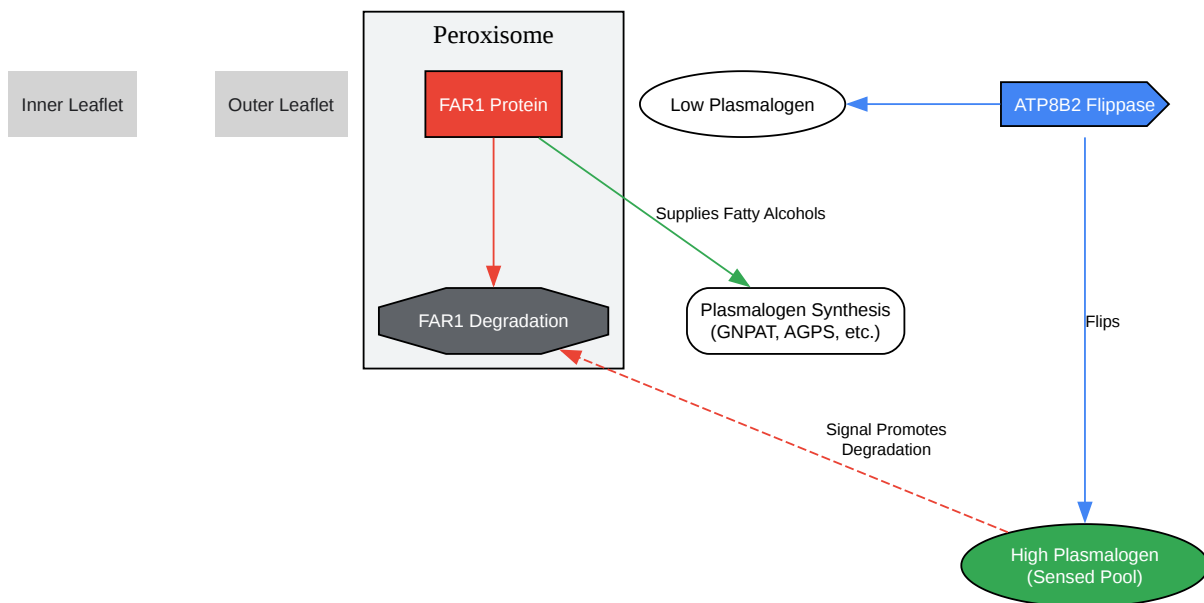 Peroxisome
Inner Leaflet
Outer Leaflet
FAR1 Protein
Low Plasmalogen
ATP8B2 Flippase
Supplies Fatty Alcohols
FAR1 Degradation
Plasmalogen Synthesis
(GNPAT, AGPS, etc.)
Flips
Signal Promotes
Degradation
High Plasmalogen
(Sensed Pool)